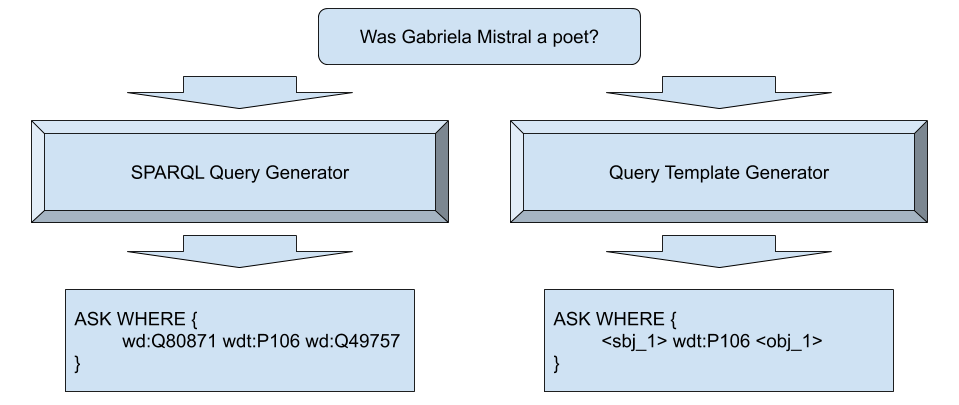 Was Gabriela Mistral a poet?
SPARQL Query Generator
Query Template Generator
ASK WHERE {
wd:Q80871 wdt:P106 wd:Q49757
}
ASK WHERE {
<sbj_1> wdt:P106 <obj_1>
}